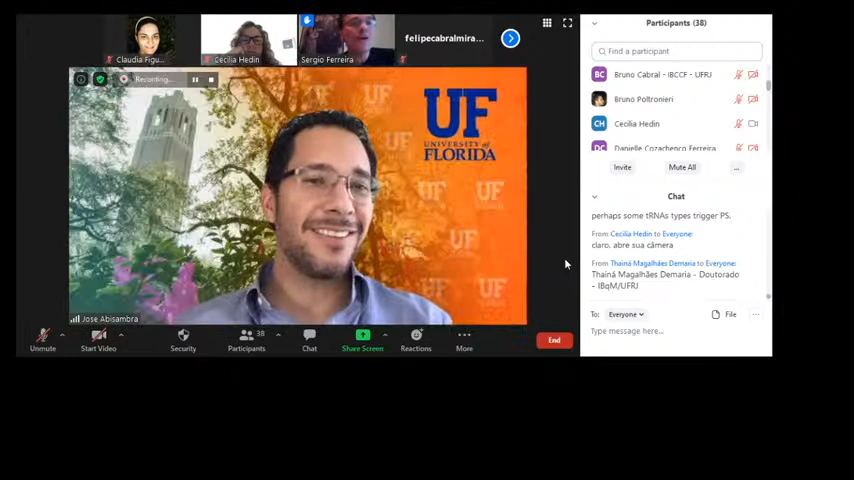 Claudia Figu...
Cecilia Hedin
Sergio Ferreira
felipecabralmira...
Recording...
UF
UNIVERSITY of
FLORIDA
Jose Abisambra
Unmute
Start Video
Security
38
Participants
Chat
Share Screen
Reactions
More
End
Participants (38)
Find a participant
BC Bruno Cabral - IBCCF - UFRJ
Bruno Poltronieri
CH Cecilia Hedin
DC Danielle Cozachenco Ferreira
Invite
Mute All
...
Chat
perhaps some tRNAs types trigger PS.
From Cecilia Hedin to Everyone:
claro, abre sua câmera
From Thainá Magalhães Demaria to Everyone:
Thainá Magalhães Demaria - Doutorado
- IBqM/UFRJ
To: Everyone
File
...
Type message here...